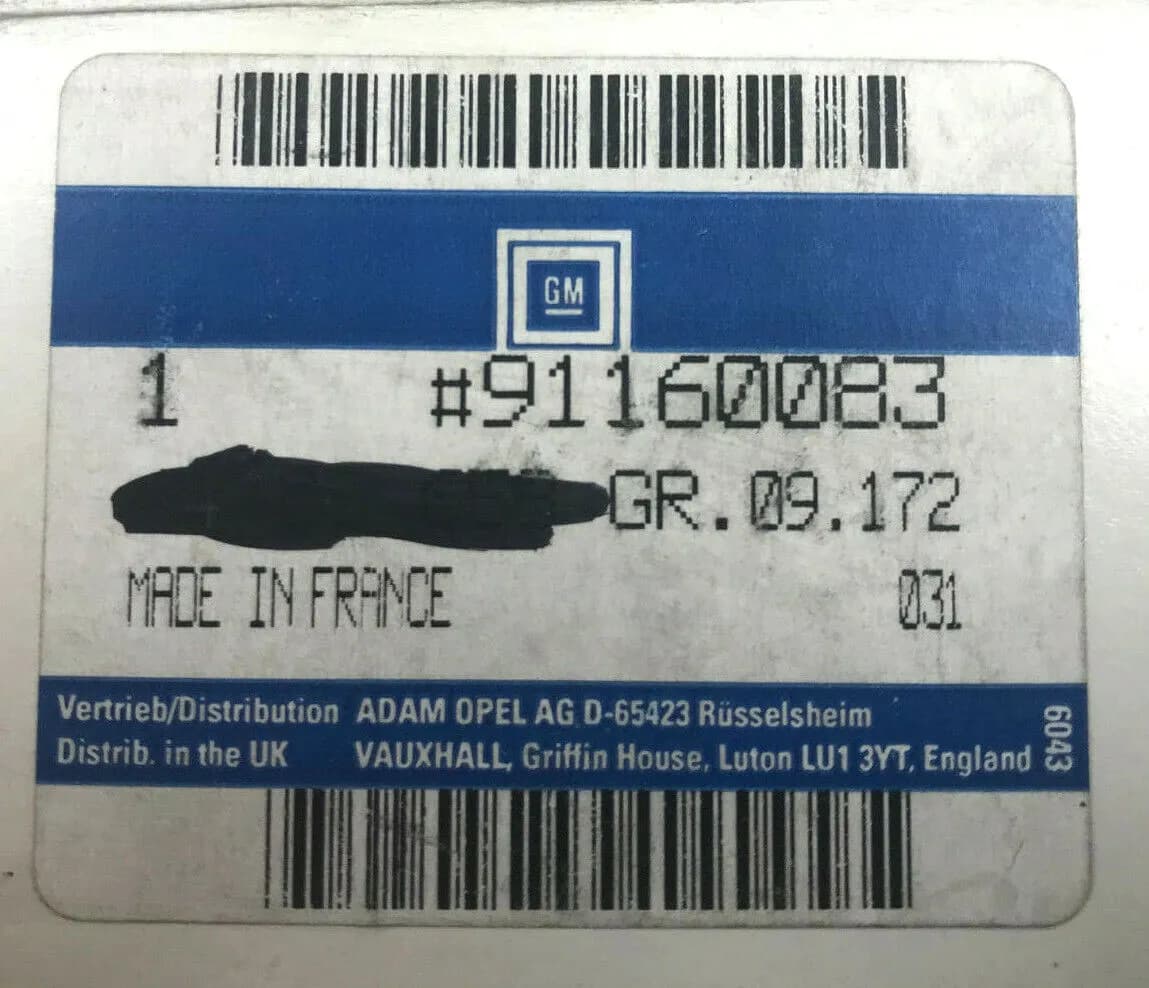 GM
1 #91160083
GR. 09.172
MADE IN FRANCE 031
Vertrieb/Distribution ADAM OPEL AG D-65423 Rüsselsheim
Distrib. in the UK VAUXHALL, Griffin House, Luton LU1 3YT, England
6043